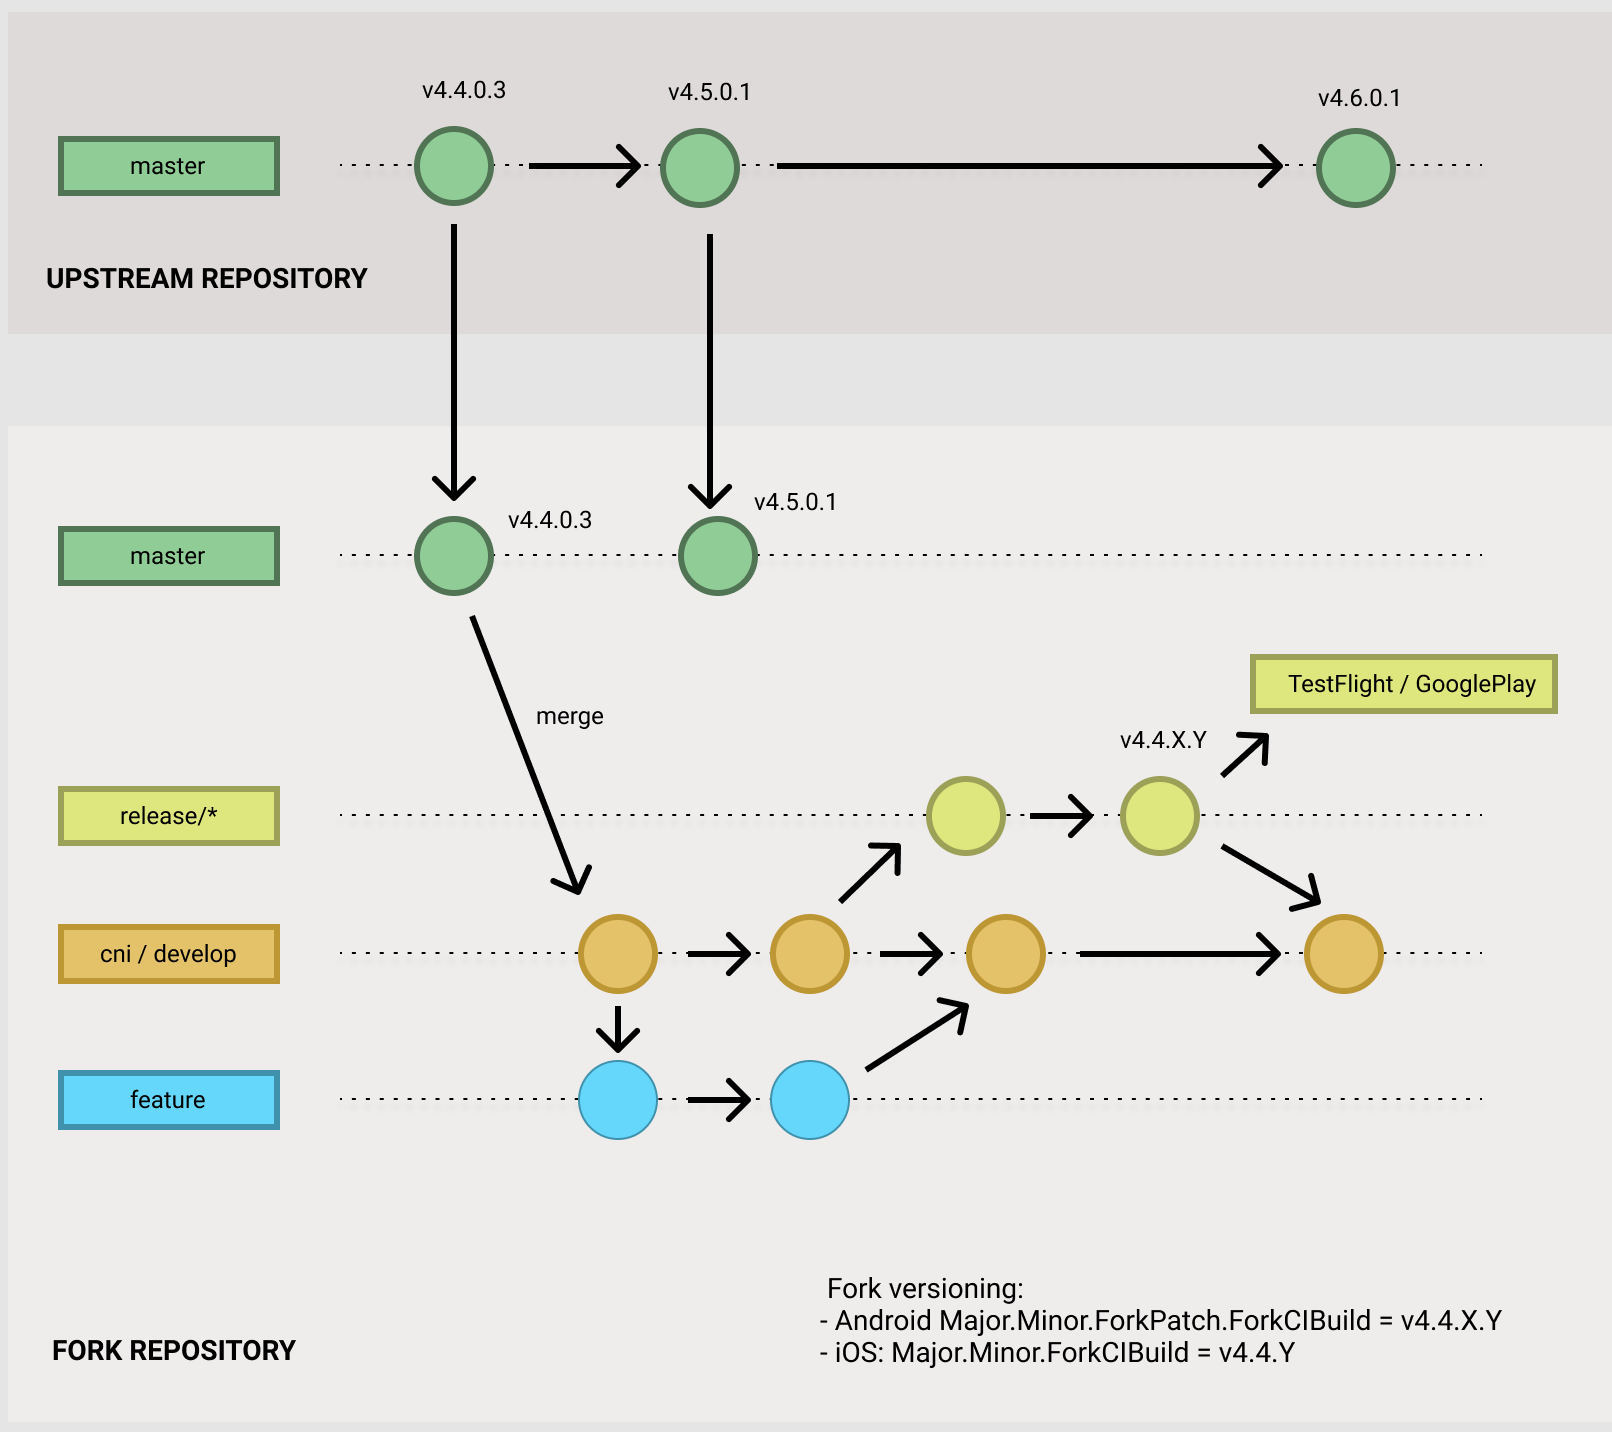 v4.4.0.3
v4.5.0.1
v4.6.0.1
master
UPSTREAM REPOSITORY
v4.4.0.3
v4.5.0.1
master
merge
TestFlight / GooglePlay
v4.4.X.Y
release/*
cni / develop
feature
Fork versioning:
- Android Major.Minor.ForkPatch.ForkCIBuild = v4.4.X.Y
- iOS: Major.Minor.ForkCIBuild = v4.4.Y
FORK REPOSITORY